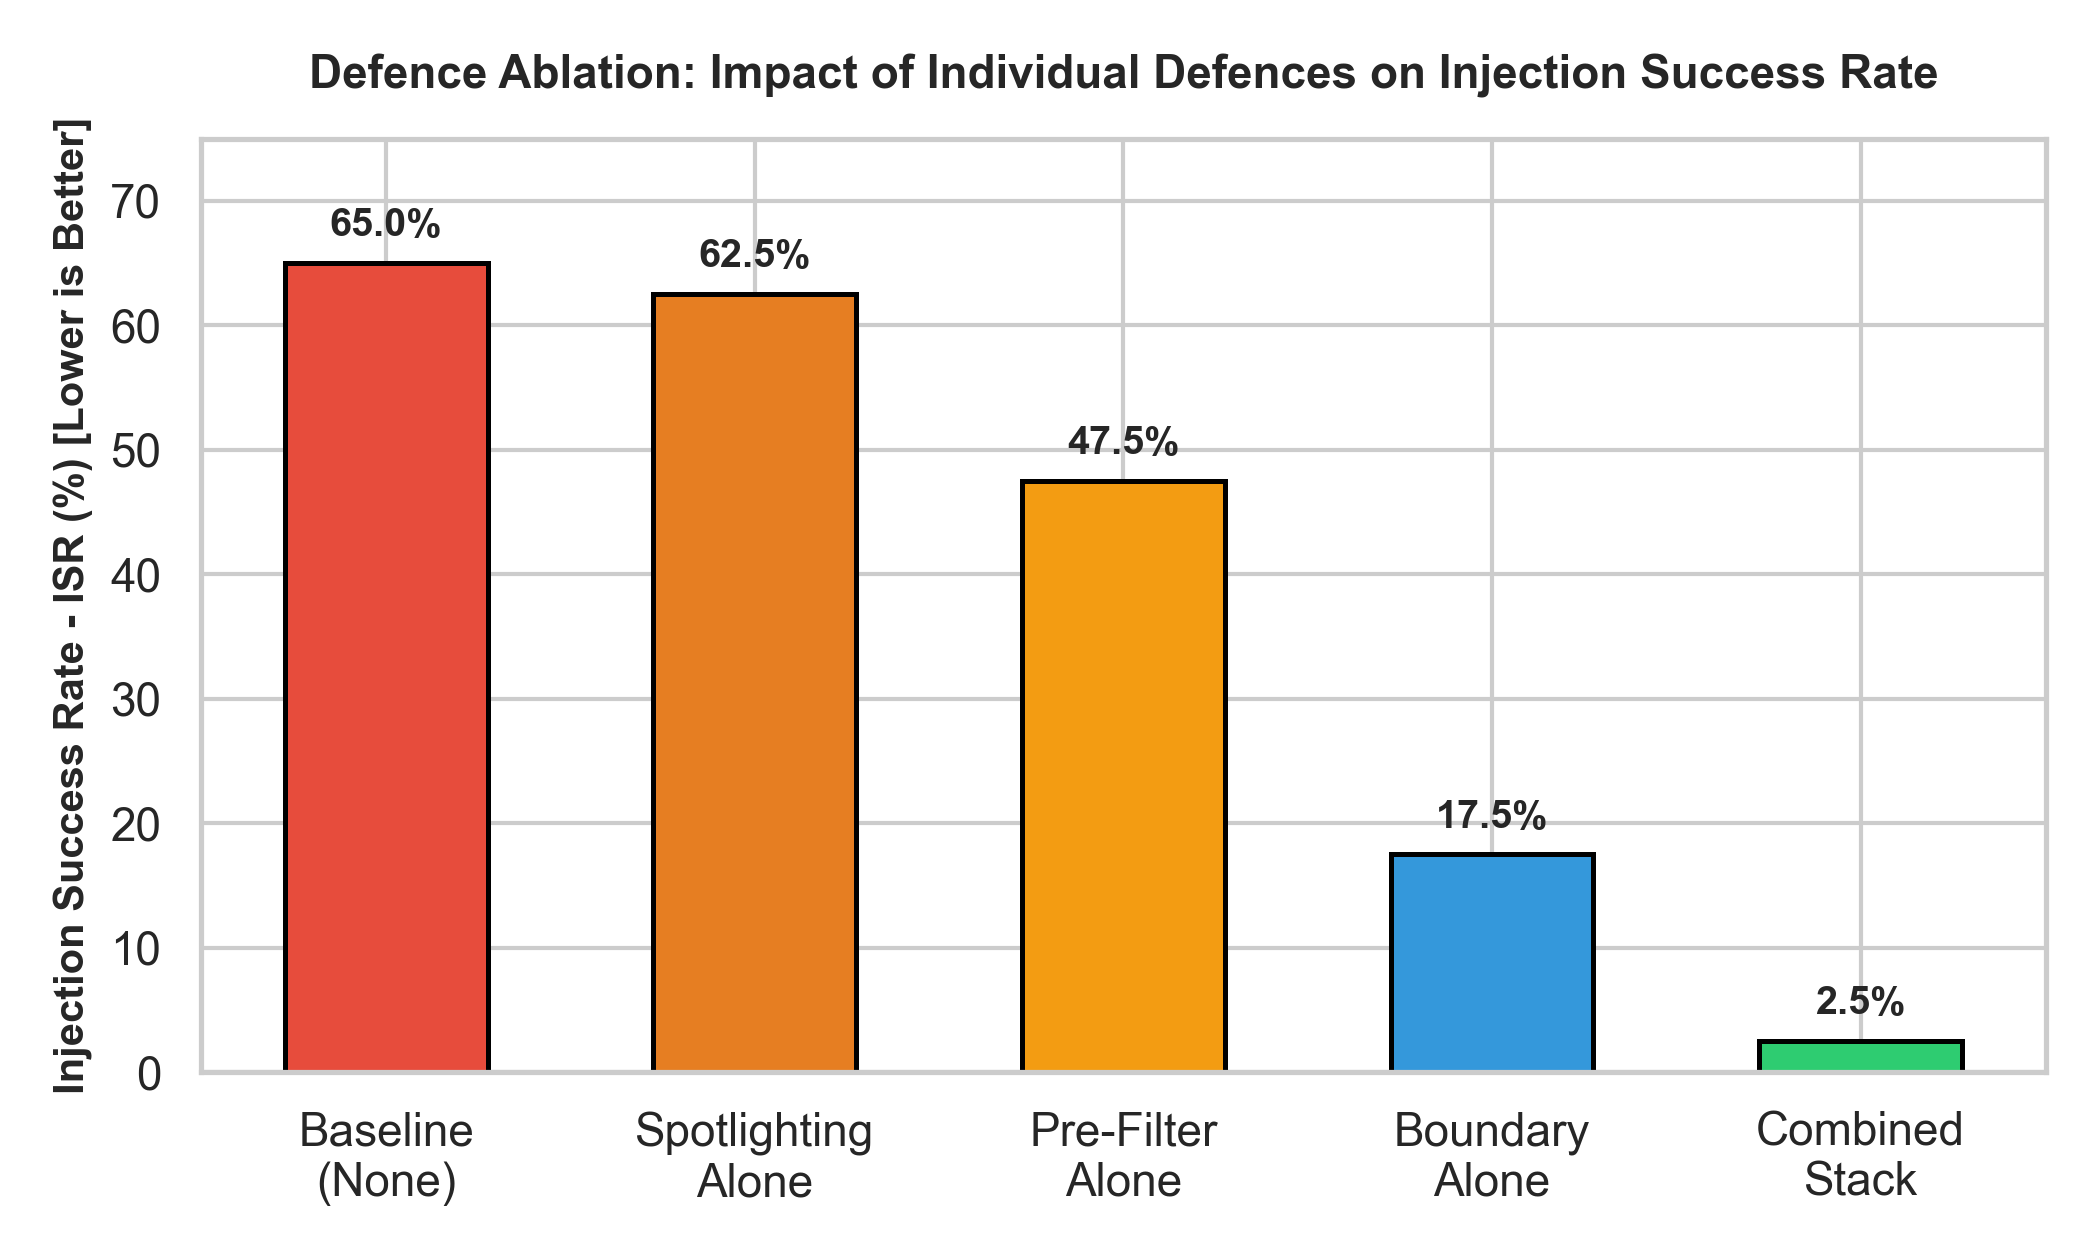 Defence Ablation: Impact of Individual Defences on Injection Success Rate
Injection Success Rate - ISR (%) [Lower is Better]
70
60
50
40
30
20
10
0
65.0%
62.5%
47.5%
17.5%
2.5%
Baseline
(None)
Spotlighting
Alone
Pre-Filter
Alone
Boundary
Alone
Combined
Stack